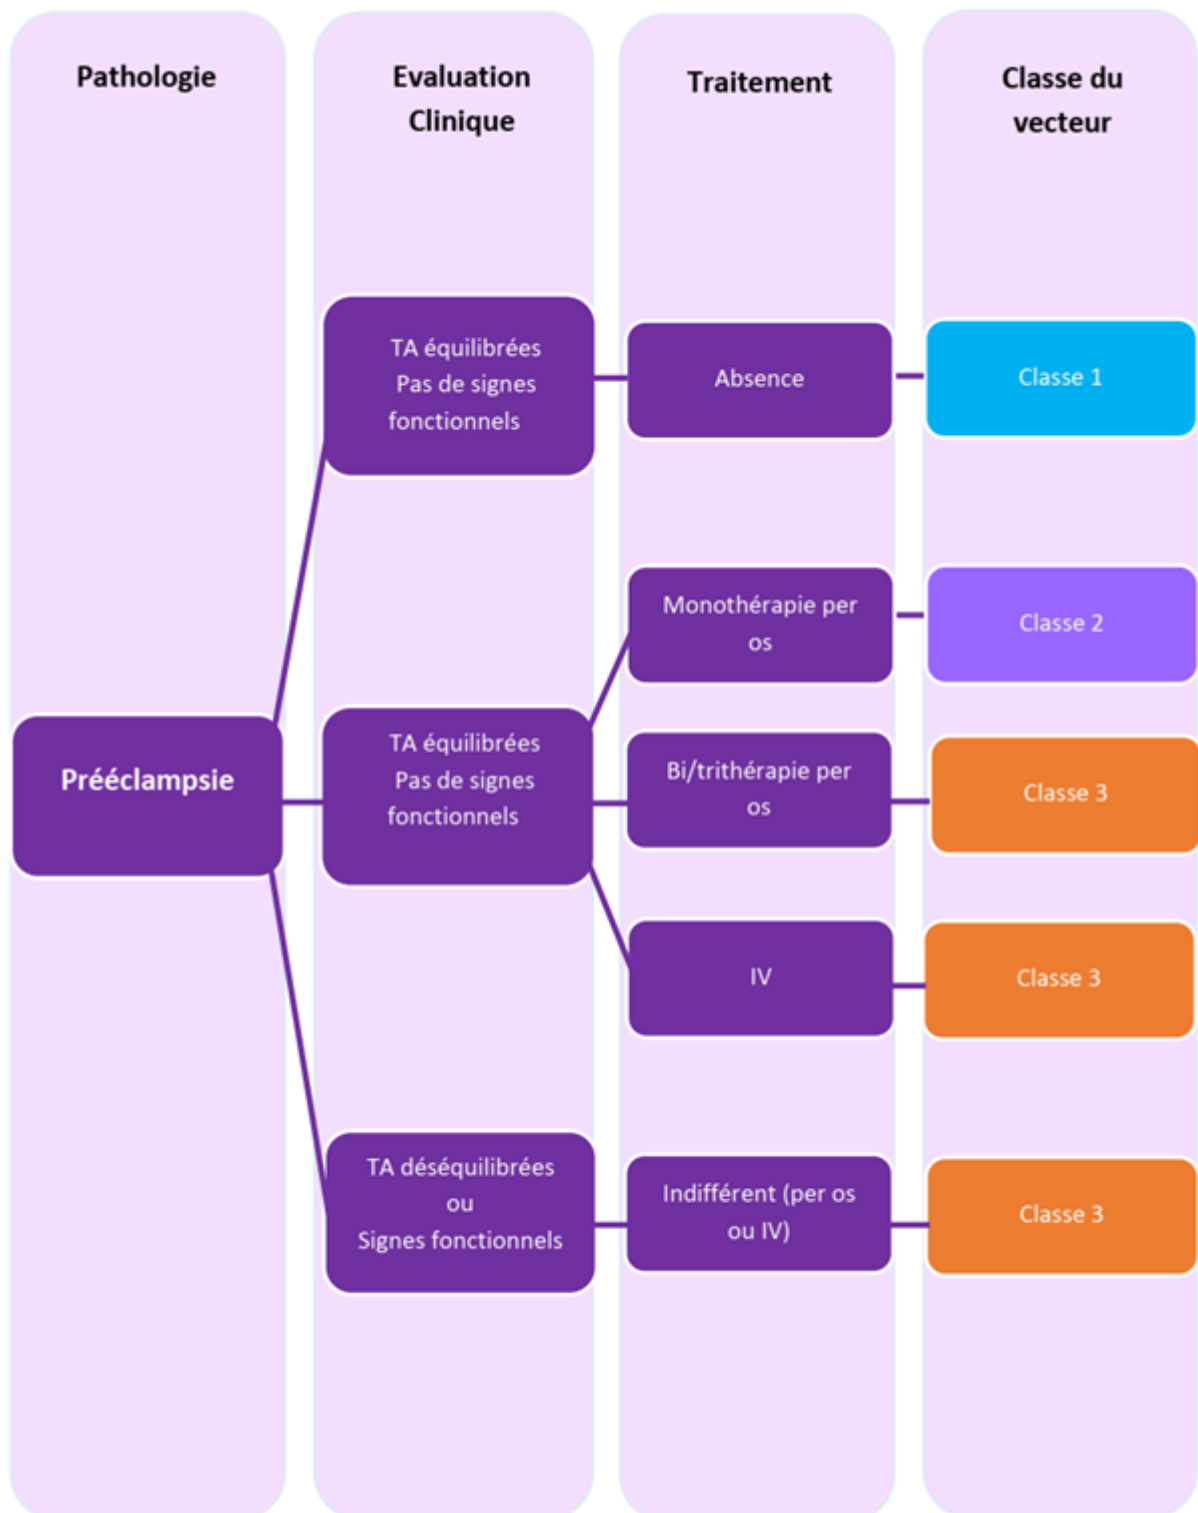 Pathologie
Evaluation
Clinique
Traitement
Classe du
vecteur
TA équilibrées
Pas de signes
fonctionnels
Absence
Classe 1
Monothérapie per
os
Classe 2
Prééclampsie
TA équilibrées
Pas de signes
fonctionnels
Bi/trithérapie per
os
Classe 3
IV
Classe 3
TA déséquilibrées
ou
Signes fonctionnels
Indifférent (per os
ou IV)
Classe 3